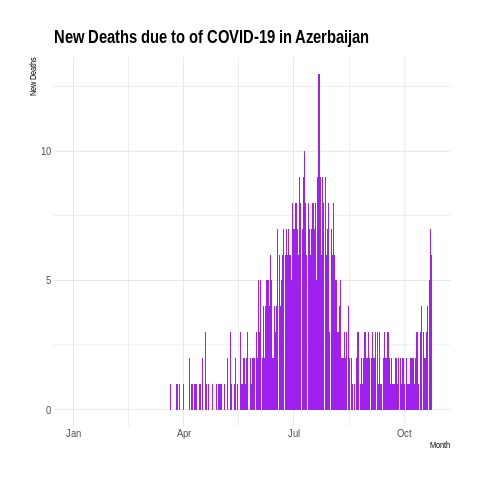 New Deaths due to of COVID-19 in Azerbaijan
New Deaths
10
5
0
Jan Apr Jul Oct
Month